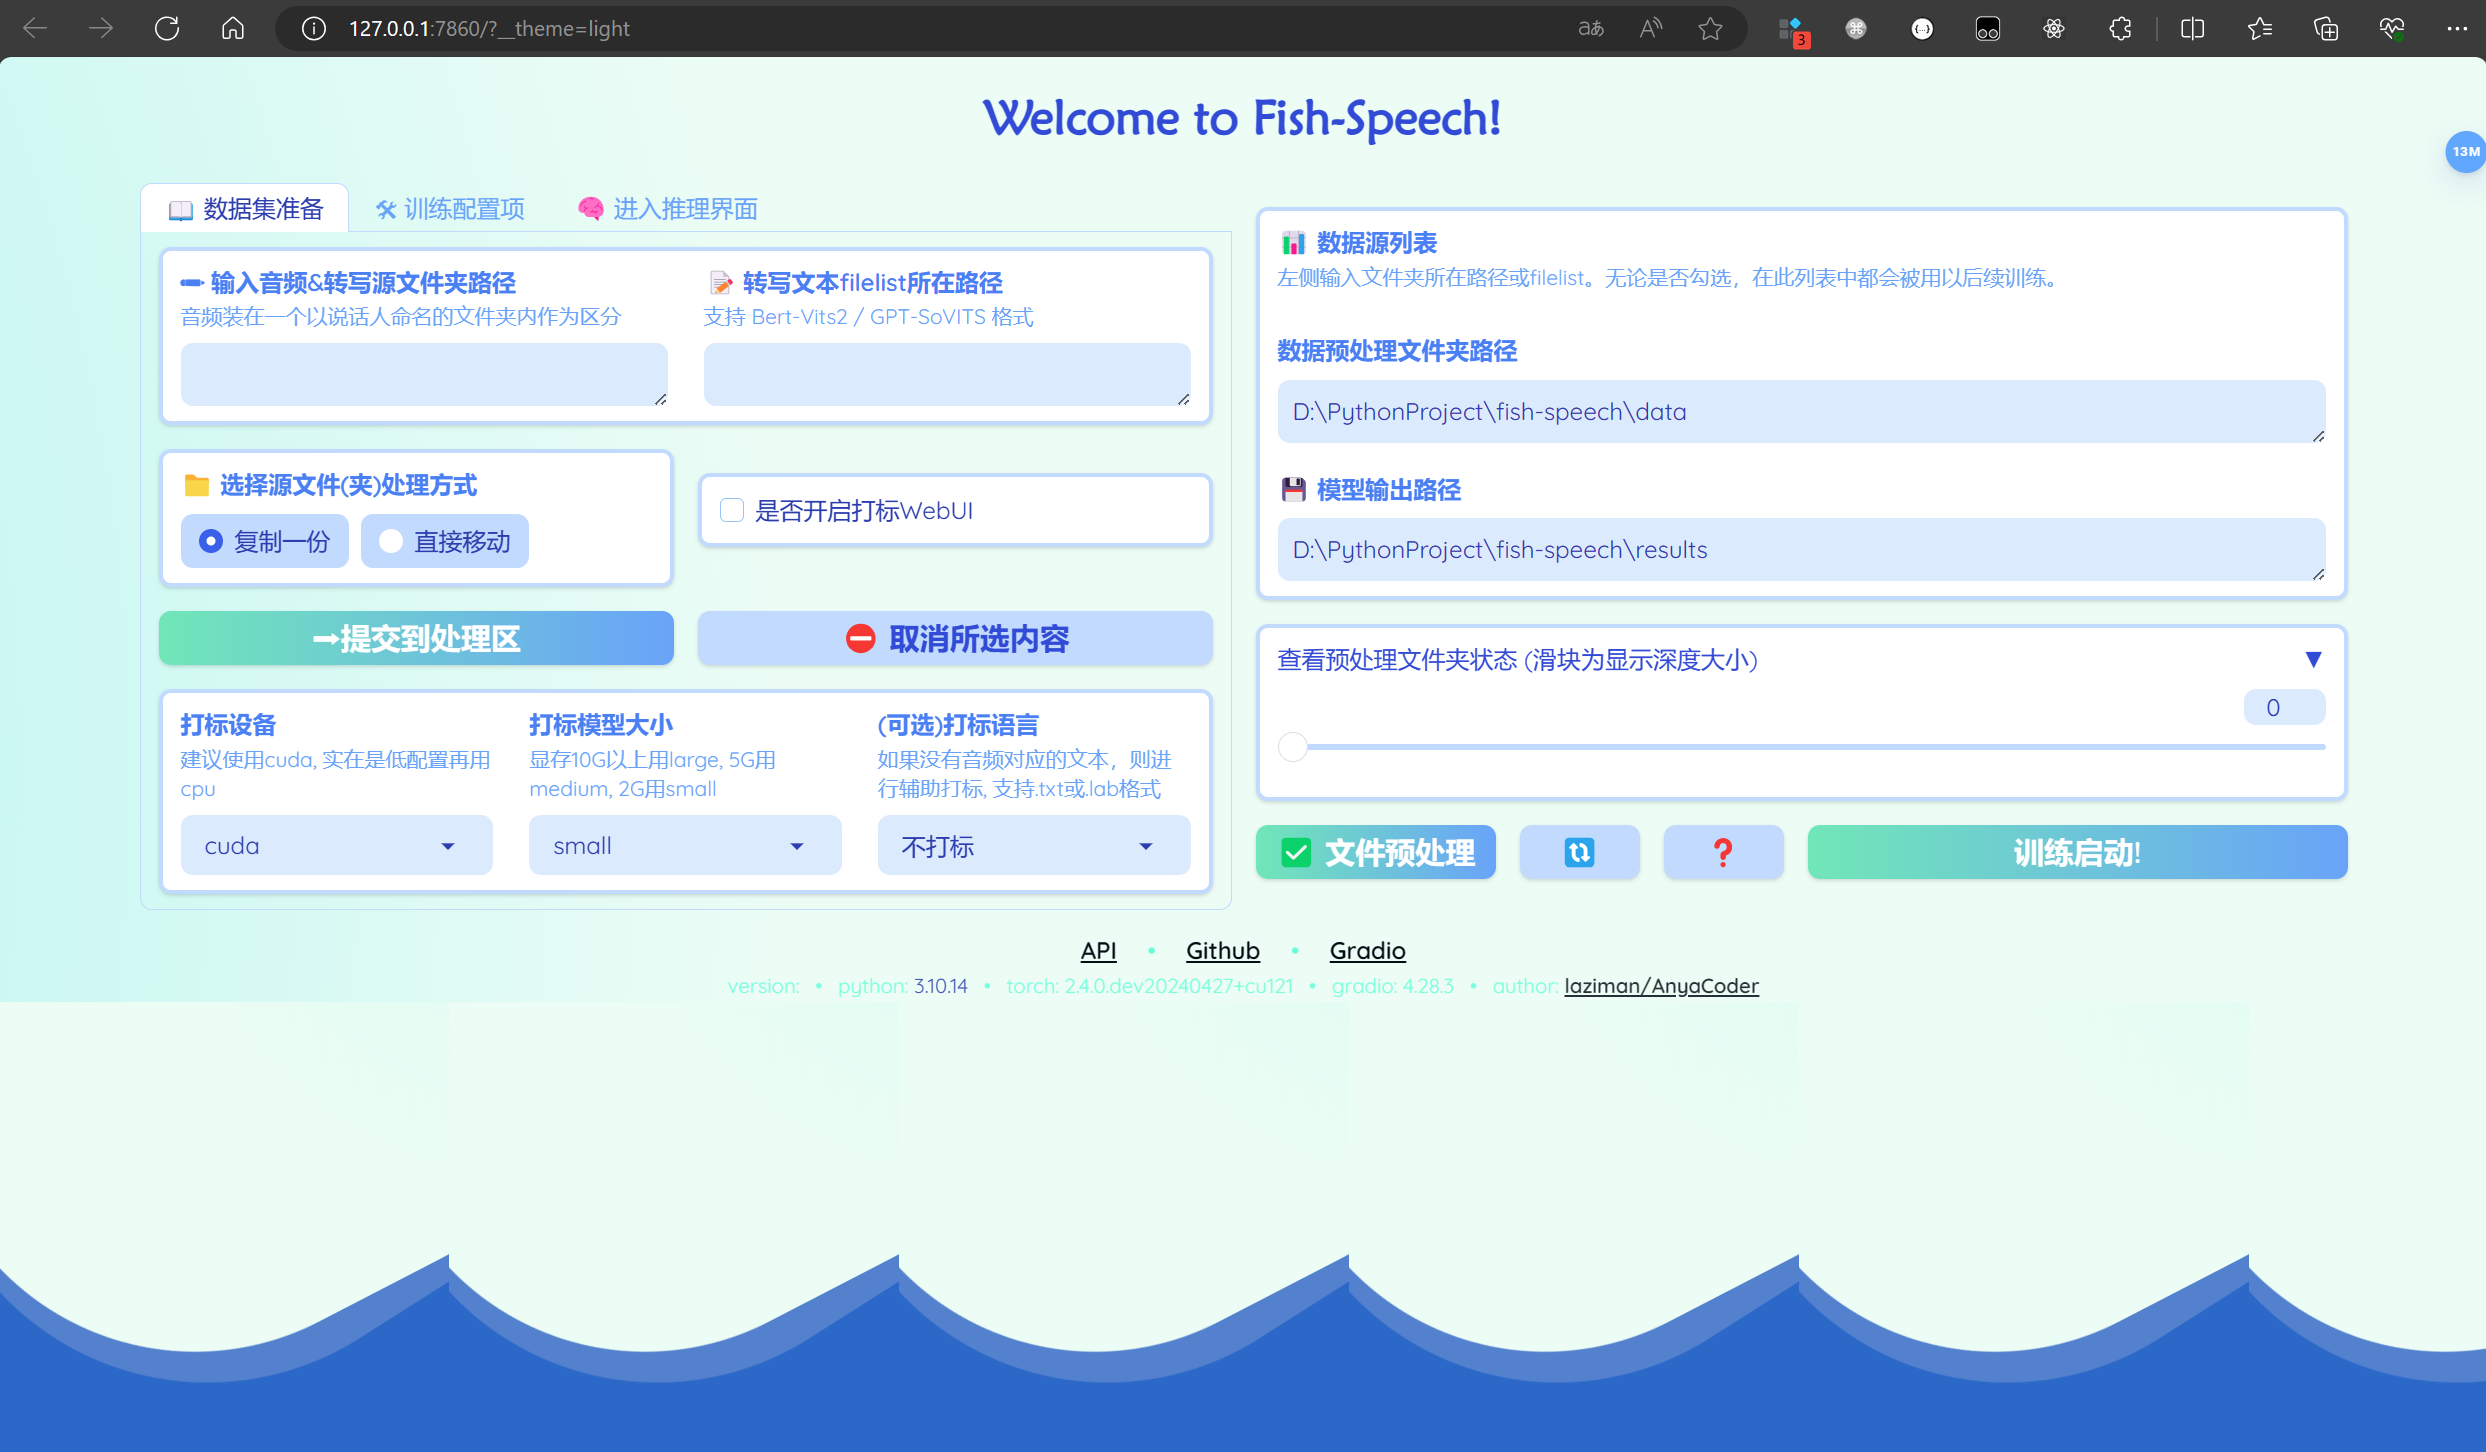 127.0.0.1:7860/?__theme=light
aあ
A
3
13M
Welcome to Fish-Speech!
数据集准备
训练配置项
进入推理界面
输入音频&转写源文件夹路径
音频装在一个以说话人命名的文件夹内作为区分
转写文本filelist所在路径
支持 Bert-Vits2 / GPT-SoVITS 格式
选择源文件(夹)处理方式
复制一份
直接移动
是否开启打标WebUI
提交到处理区
取消所选内容
打标设备
建议使用cuda, 实在是低配置再用
cpu
cuda
打标模型大小
显存10G以上用large, 5G用
medium, 2G用small
small
(可选)打标语言
如果没有音频对应的文本，则进
行辅助打标, 支持.txt或.lab格式
不打标
数据源列表
左侧输入文件夹所在路径或filelist。无论是否勾选，在此列表中都会被用以后续训练。
数据预处理文件夹路径
D:\PythonProject\fish-speech\data
模型输出路径
D:\PythonProject\fish-speech\results
查看预处理文件夹状态 (滑块为显示深度大小)
0
文件预处理
训练启动!
API • Github • Gradio
version: • python: 3.10.14 • torch: 2.4.0.dev20240427+cu121 • gradio: 4.28.3 • author: laziman/AnyaCoder